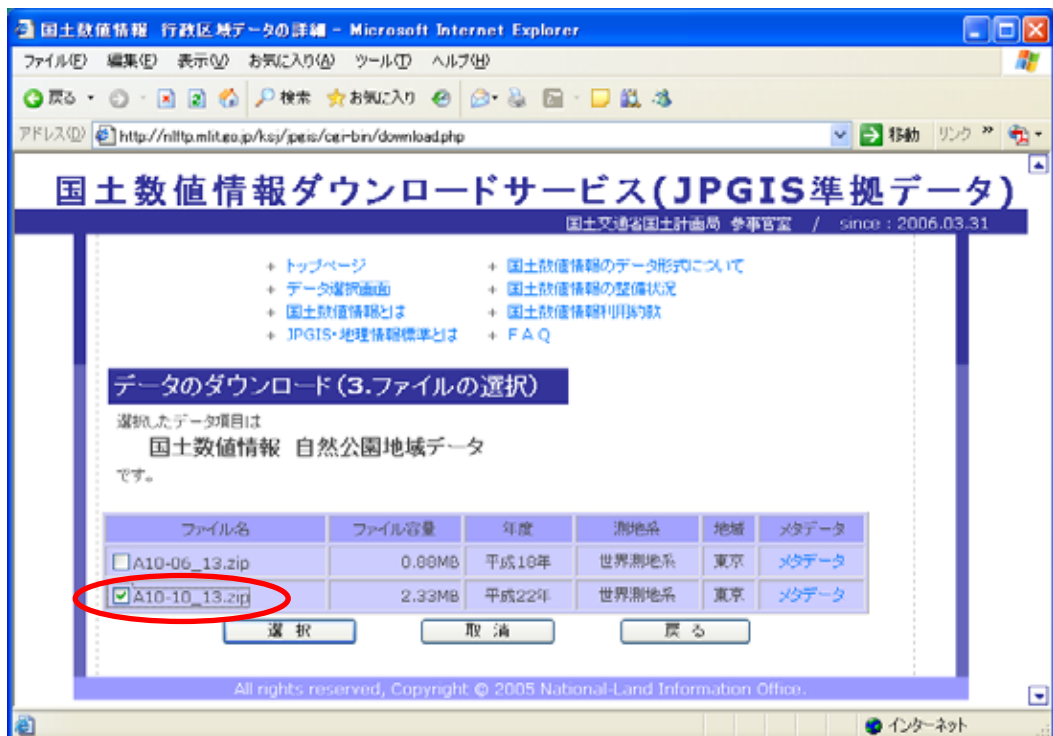 国土数値情報 行政区域データの詳細 - Microsoft Internet Explorer
ファイル(F) 編集(E) 表示(V) お気に入り(A) ツール(T) ヘルプ(H)
戻る 検索 お気に入り
アドレス(D) http://nlftp.mlit.go.jp/ksj/jpgis/cgi-bin/download.php 移動 リンク »
国土数値情報ダウンロードサービス(JPGIS準拠データ)
国土交通省国土計画局 参事官室 / since : 2006.03.31
+ トップページ + 国土数値情報のデータ形式について
+ データ選択画面 + 国土数値情報の整備状況
+ 国土数値情報とは + 国土数値情報利用約款
+ JPGIS・地理情報標準とは + FAQ
データのダウンロード(3.ファイルの選択)
選択したデータ項目は
国土数値情報 自然公園地域データ
です。
ファイル名 ファイル容量 年度 測地系 地域 メタデータ
A10-06_13.zip 0.88MB 平成18年 世界測地系 東京 メタデータ
A10-10_13.zip 2.33MB 平成22年 世界測地系 東京 メタデータ
選 択 取 消 戻 る
All rights reserved, Copyright © 2005 National-Land Information Office.
インターネット